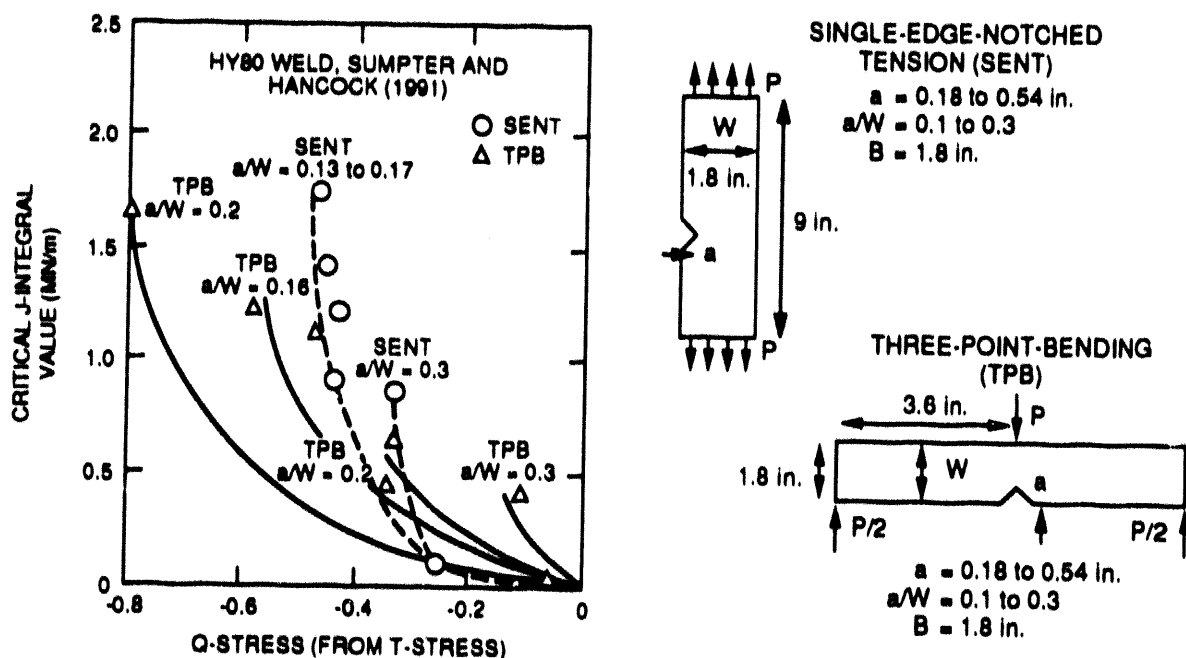 2.5
2.0
1.5
1.0
0.5
0
-0.8
-0.6
-0.4
-0.2
0
CRITICAL J-INTEGRAL
VALUE (MN/m)
Q-STRESS (FROM T-STRESS)
HY80 WELD, SUMPTER AND
HANCOCK (1991)
SENT
TPB
SENT
a/W = 0.13 to 0.17
TPB
a/W = 0.2
TPB
a/W = 0.16
SENT
a/W = 0.3
TPB
a/W = 0.2
TPB
a/W = 0.3
SINGLE-EDGE-NOTCHED
TENSION (SENT)
a = 0.18 to 0.54 in.
a/W = 0.1 to 0.3
B = 1.8 in.
P
W
1.8 in.
9 in.
a
P
THREE-POINT-BENDING
(TPB)
3.6 in.
P
1.8 in.
W
a
P/2
P/2
a = 0.18 to 0.54 in.
a/W = 0.1 to 0.3
B = 1.8 in.